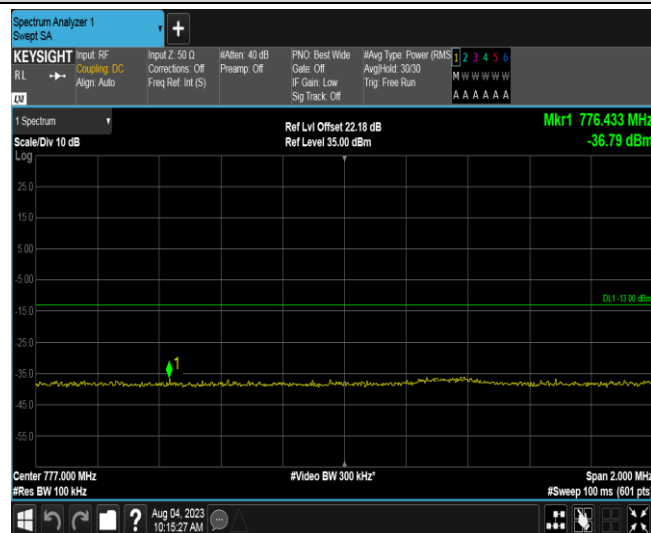 Spectrum Analyzer 1
Swept SA
KEYSIGHT
RL
Input: RF
Coupling: DC
Align: Auto
Input Z: 50 Ω
Corrections: Off
Freq Ref: Int (S)
#Atten: 40 dB
Preamp: Off
PNO: Best Wide
Gate: Off
IF Gain: Low
Sig Track: Off
#Avg Type: Power (RMS
Avg|Hold: 30/30
Trig: Free Run
1 2 3 4 5 6
M W W W W W
A A A A A A
1 Spectrum
Scale/Div 10 dB
Ref Lvl Offset 22.18 dB
Ref Level 35.00 dBm
Mkr1 776.433 MHz
-36.79 dBm
Log
25.0
15.0
5.00
-5.00
DL1 -13.00 dBm
-15.0
-25.0
1
-35.0
-45.0
-55.0
Center 777.000 MHz
#Video BW 300 kHz*
Span 2.000 MHz
#Res BW 100 kHz
#Sweep 100 ms (601 pts)
?
Aug 04, 2023
10:15:27 AM